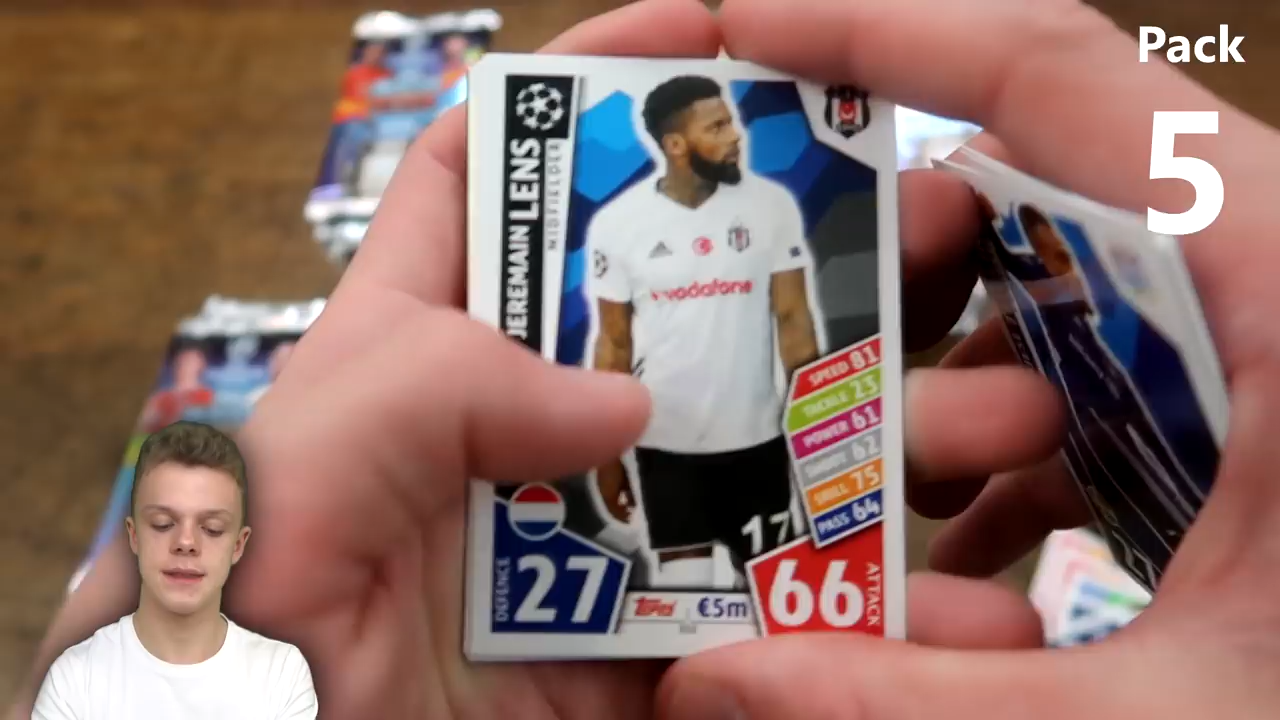 Pack
5
JEREMAIN LENS
MIDFIELDER
vodafone
SPEED 81
TACKLE 23
POWER 61
SHOOT 62
SKILL 75
PASS 64
17
DEFENCE
27
Topps
€5m
66
ATTACK